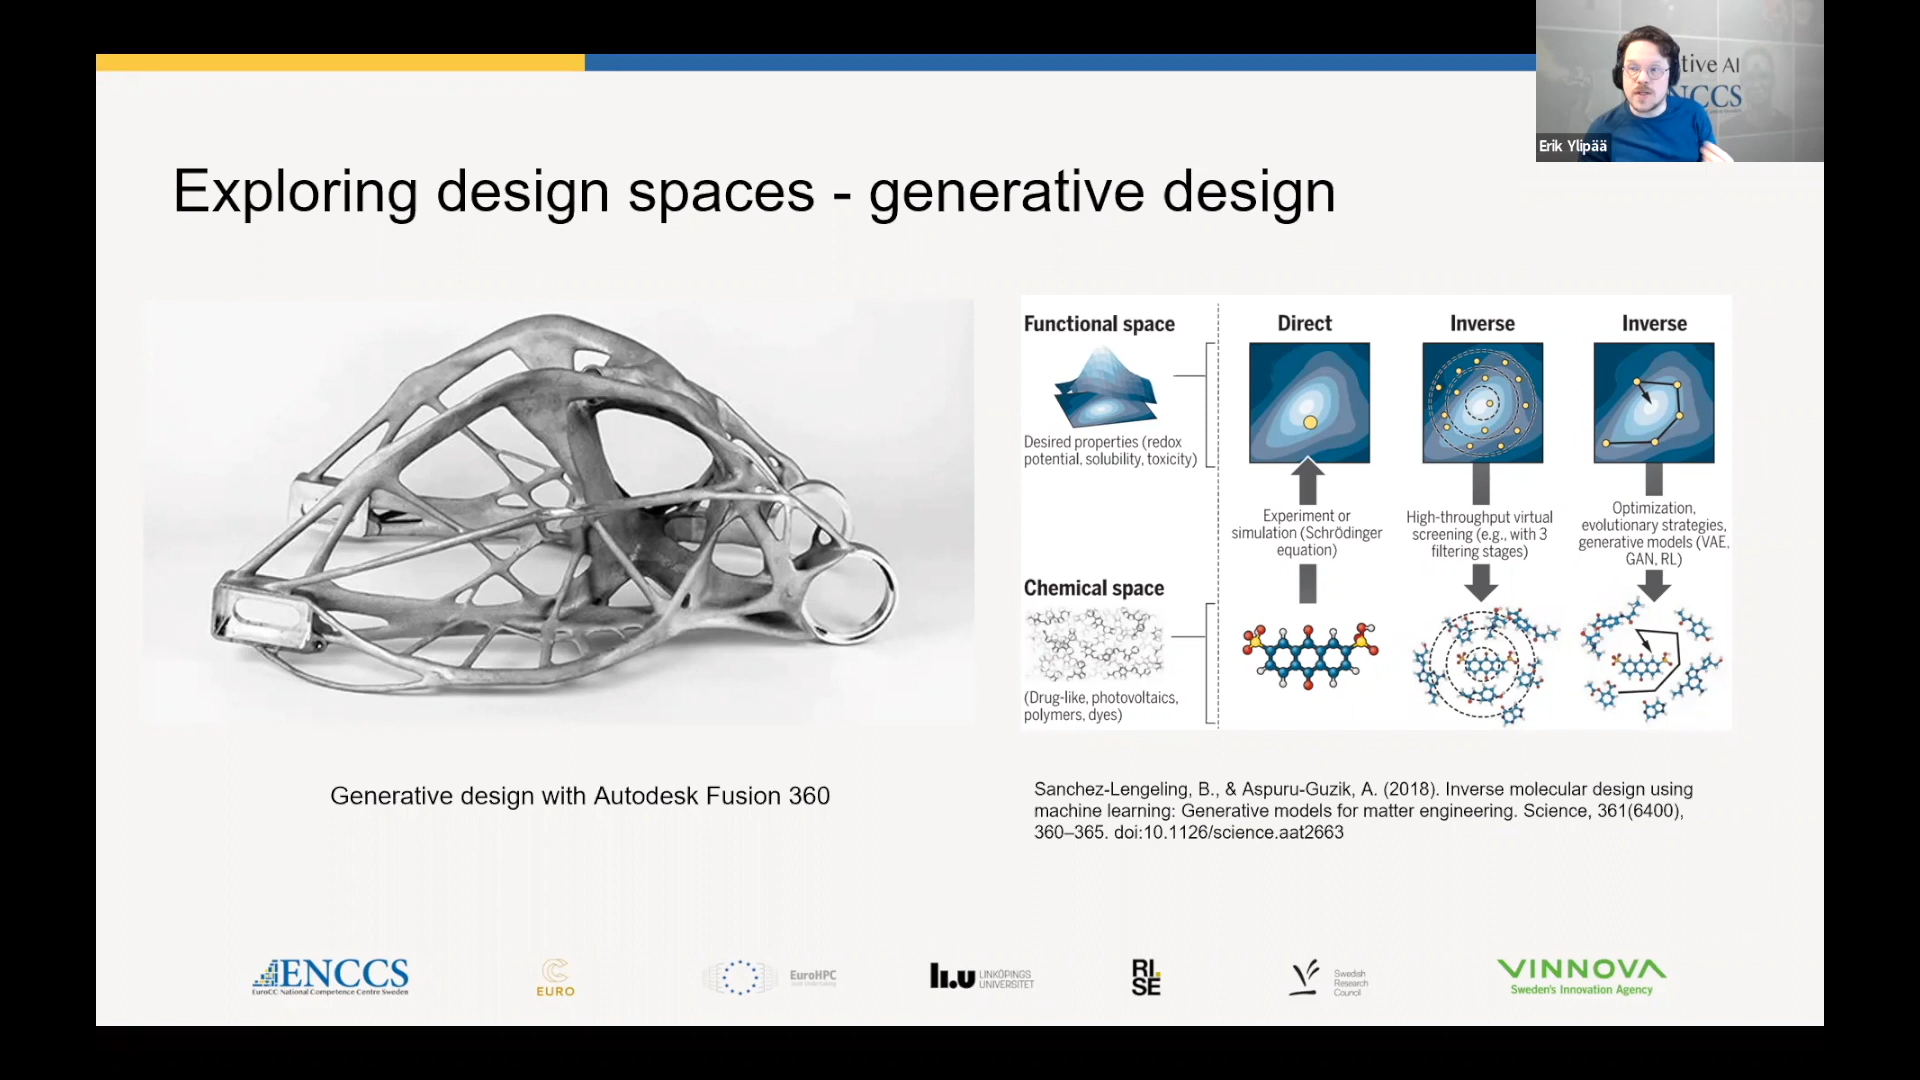 tive AI
NCCS
Erik Ylipää
Exploring design spaces - generative design
Functional space
Desired properties (redox
potential, solubility, toxicity)
Chemical space
(Drug-like, photovoltaics,
polymers, dyes)
Direct
Experiment or
simulation (Schrödinger
equation)
Inverse
High-throughput virtual
screening (e.g., with 3
filtering stages)
Inverse
Optimization,
evolutionary strategies,
generative models (VAE,
GAN, RL)
Generative design with Autodesk Fusion 360
Sanchez-Lengeling, B., & Aspuru-Guzik, A. (2018). Inverse molecular design using
machine learning: Generative models for matter engineering. Science, 361(6400),
360–365. doi:10.1126/science.aat2663
ENCCS
EuroCC National Competence Centre Sweden
EURO
EuroHPC
Joint Undertaking
LINKÖPINGS
UNIVERSITET
RI.
SE
Swedish
Research
Council
VINNOVA
Sweden's Innovation Agency